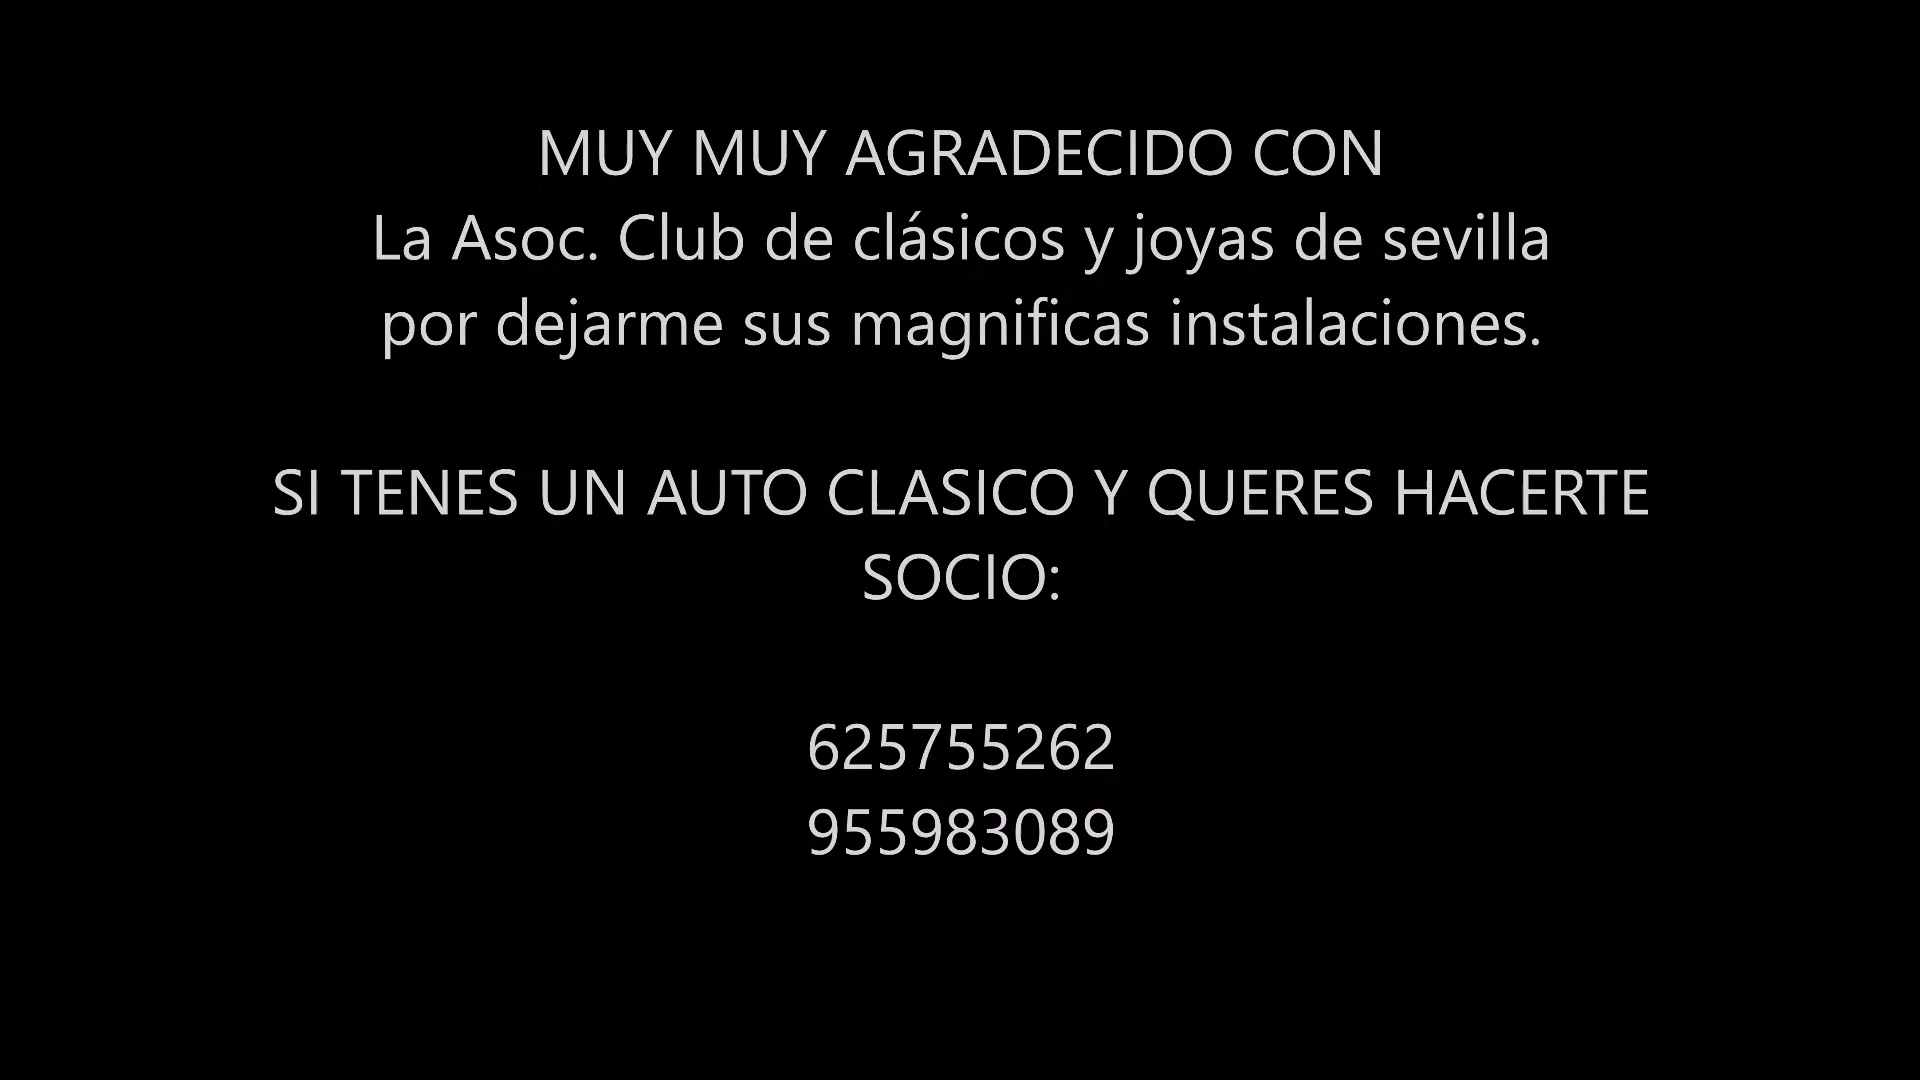 MUY MUY AGRADECIDO CON
La Asoc. Club de clásicos y joyas de sevilla
por dejarme sus magnificas instalaciones.
SI TENES UN AUTO CLASICO Y QUERES HACERTE
SOCIO:
625755262
955983089